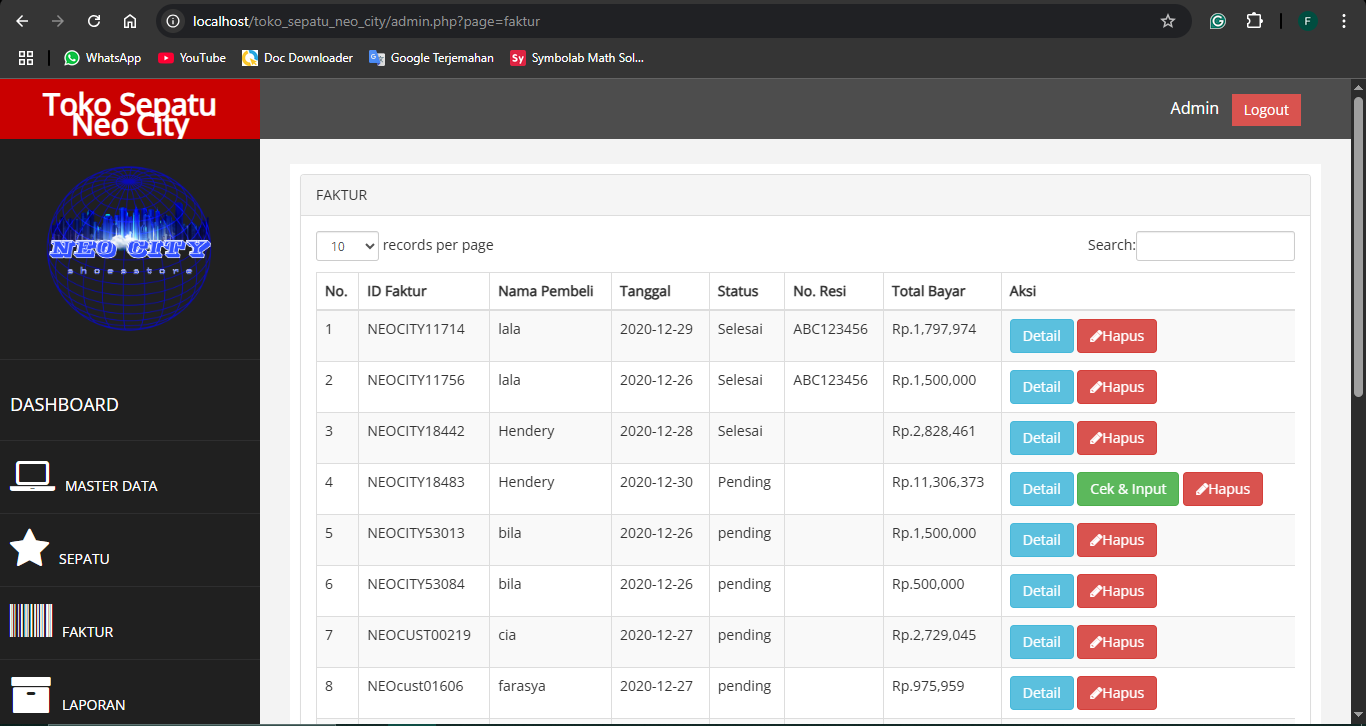 localhost/toko_sepatu_neo_city/admin.php?page=faktur
F
WhatsApp YouTube Doc Downloader Google Terjemahan Sy Symbolab Math Sol...
Toko Sepatu
Neo City
Admin Logout
NEO CITY
shoesstore
DASHBOARD
MASTER DATA
SEPATU
FAKTUR
LAPORAN
FAKTUR
10 records per page Search:
No. ID Faktur Nama Pembeli Tanggal Status No. Resi Total Bayar Aksi
1 NEOCITY11714 lala 2020-12-29 Selesai ABC123456 Rp.1,797,974 Detail Hapus
2 NEOCITY11756 lala 2020-12-26 Selesai ABC123456 Rp.1,500,000 Detail Hapus
3 NEOCITY18442 Hendery 2020-12-28 Selesai Rp.2,828,461 Detail Hapus
4 NEOCITY18483 Hendery 2020-12-30 Pending Rp.11,306,373 Detail Cek & Input Hapus
5 NEOCITY53013 bila 2020-12-26 pending Rp.1,500,000 Detail Hapus
6 NEOCITY53084 bila 2020-12-26 pending Rp.500,000 Detail Hapus
7 NEOCUST00219 cia 2020-12-27 pending Rp.2,729,045 Detail Hapus
8 NEOcust01606 farasya 2020-12-27 pending Rp.975,959 Detail Hapus